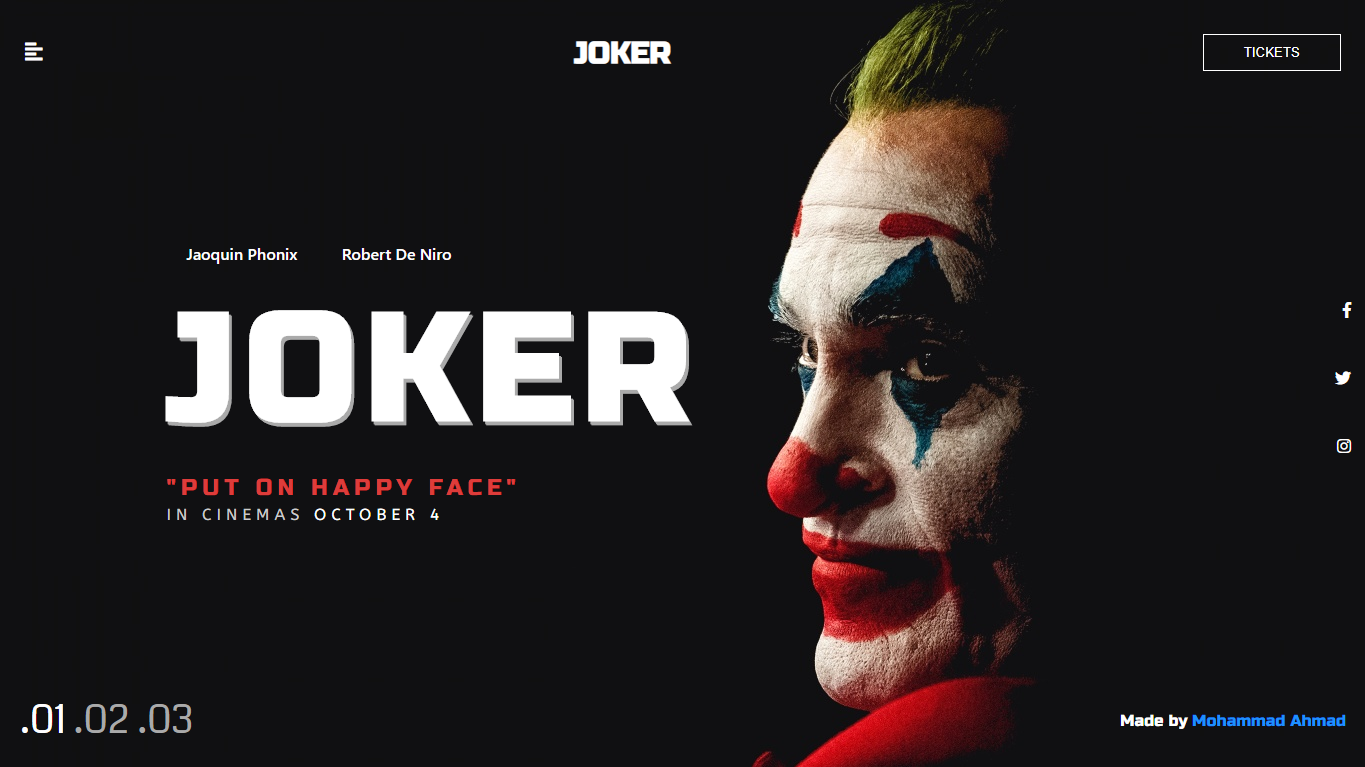 JOKER
TICKETS
Jaoquin Phonix Robert De Niro
JOKER
"PUT ON HAPPY FACE"
IN CINEMAS OCTOBER 4
.01 .02 .03
Made by Mohammad Ahmad